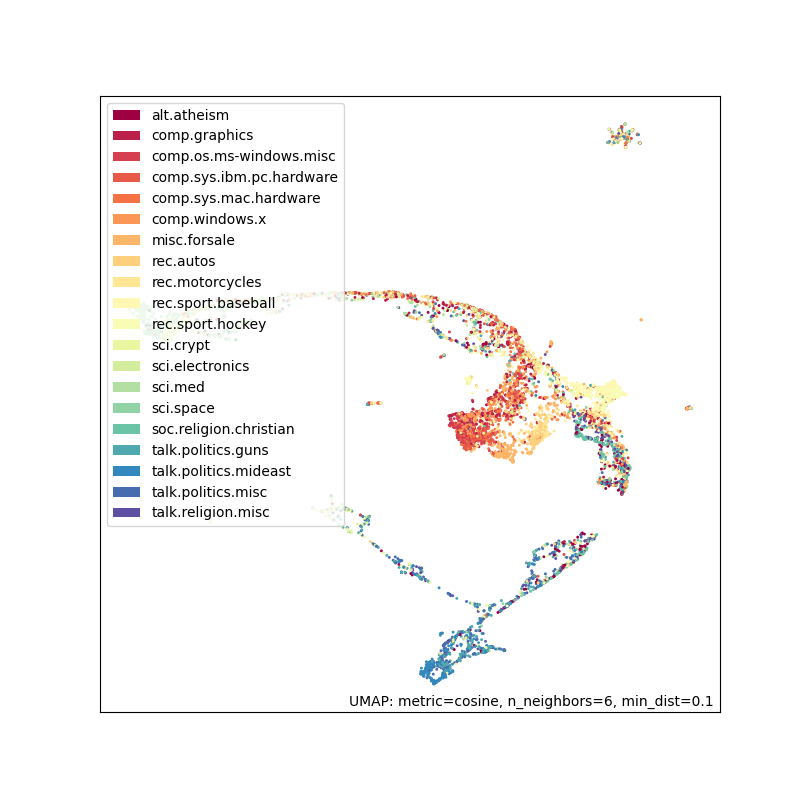 alt.atheism
comp.graphics
comp.os.ms-windows.misc
comp.sys.ibm.pc.hardware
comp.sys.mac.hardware
comp.windows.x
misc.forsale
rec.autos
rec.motorcycles
rec.sport.baseball
rec.sport.hockey
sci.crypt
sci.electronics
sci.med
sci.space
soc.religion.christian
talk.politics.guns
talk.politics.mideast
talk.politics.misc
talk.religion.misc
UMAP: metric=cosine, n_neighbors=6, min_dist=0.1